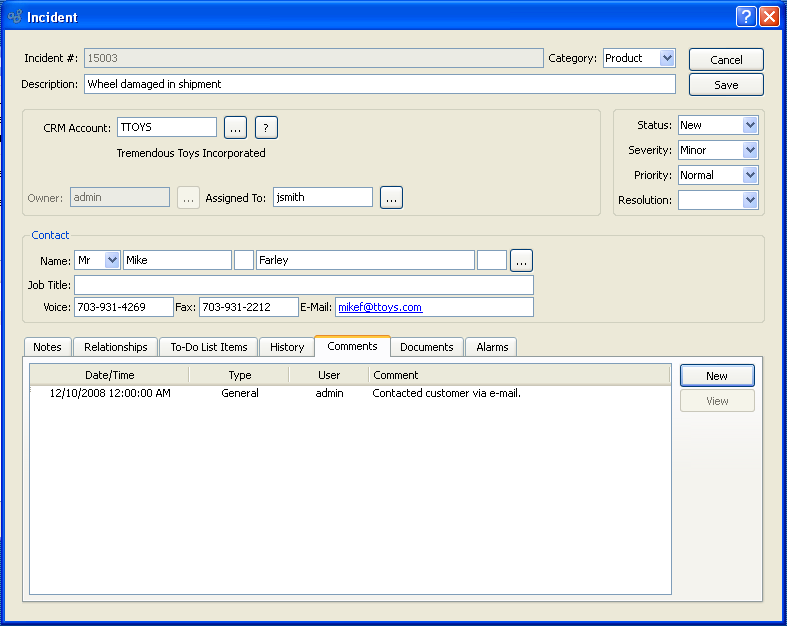 Incident
Incident #: 15003 Category: Product Cancel
Description: Wheel damaged in shipment Save
CRM Account: TTOYS ... ?
Tremendous Toys Incorporated
Owner: admin ... Assigned To: jsmith ...
Status: New
Severity: Minor
Priority: Normal
Resolution:
Contact
Name: Mr Mike Farley ...
Job Title:
Voice: 703-931-4269 Fax: 703-931-2212 E-Mail: mikef@ttoys.com
Notes Relationships To-Do List Items History Comments Documents Alarms
Date/Time Type User Comment New
12/10/2008 12:00:00 AM General admin Contacted customer via e-mail.
View